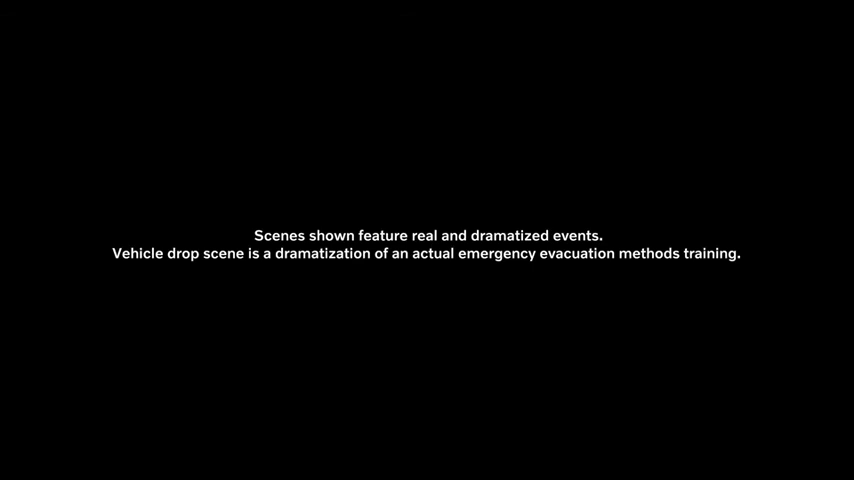 Scenes shown feature real and dramatized events.
Vehicle drop scene is a dramatization of an actual emergency evacuation methods training.